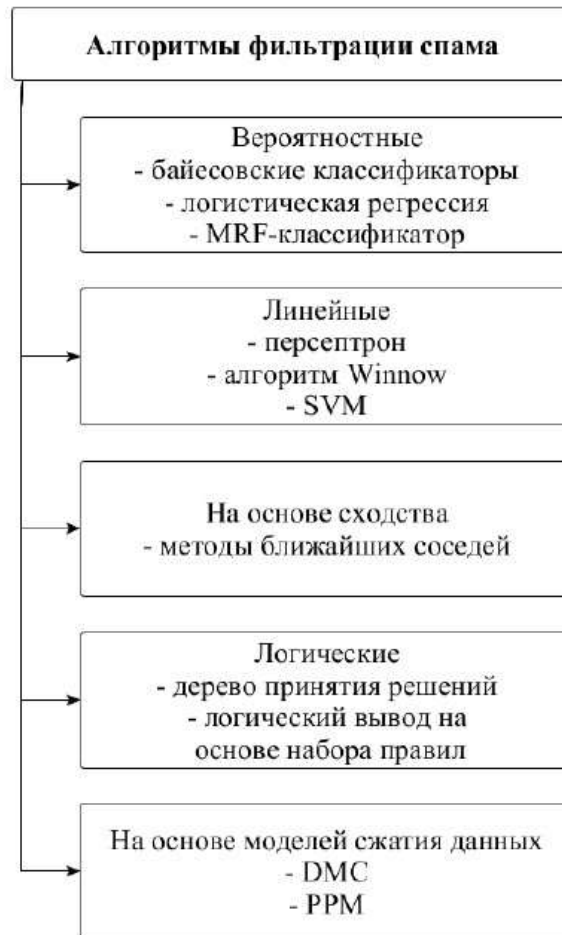 Алгоритмы фильтрации спама
Вероятностные
- байесовские классификаторы
- логистическая регрессия
- MRF-классификатор
Линейные
- персептрон
- алгоритм Winnow
- SVM
На основе сходства
- методы ближайших соседей
Логические
- дерево принятия решений
- логический вывод на
основе набора правил
На основе моделей сжатия данных
- DMC
- PPM